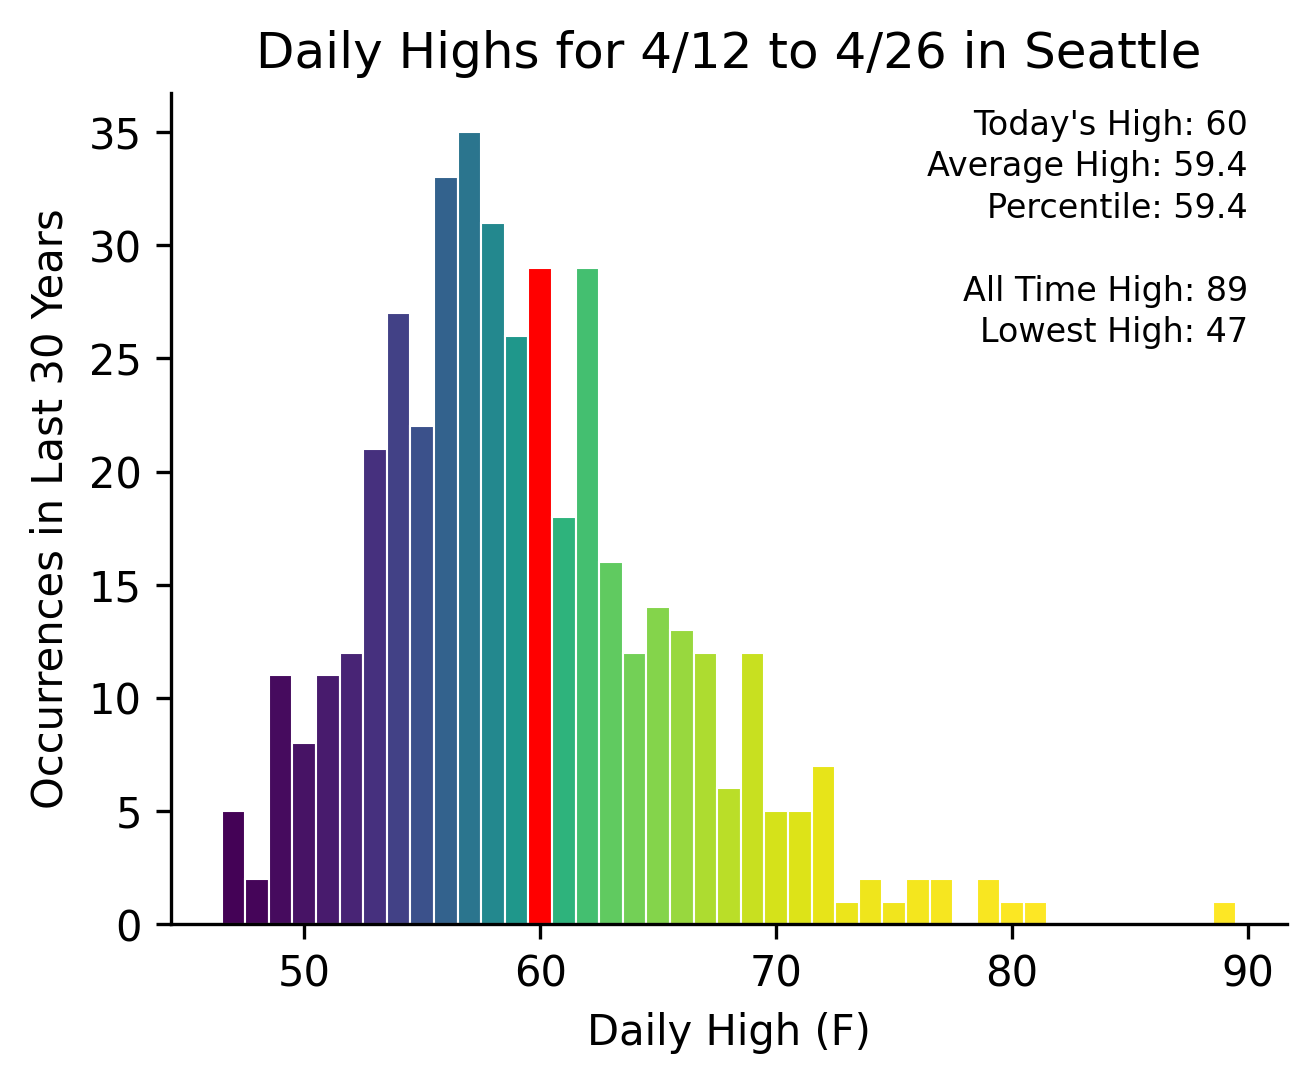 Daily Highs for 4/12 to 4/26 in Seattle
Today's High: 60
Average High: 59.4
Percentile: 59.4
All Time High: 89
Lowest High: 47
Occurrences in Last 30 Years
35
30
25
20
15
10
5
0
50 60 70 80 90
Daily High (F)